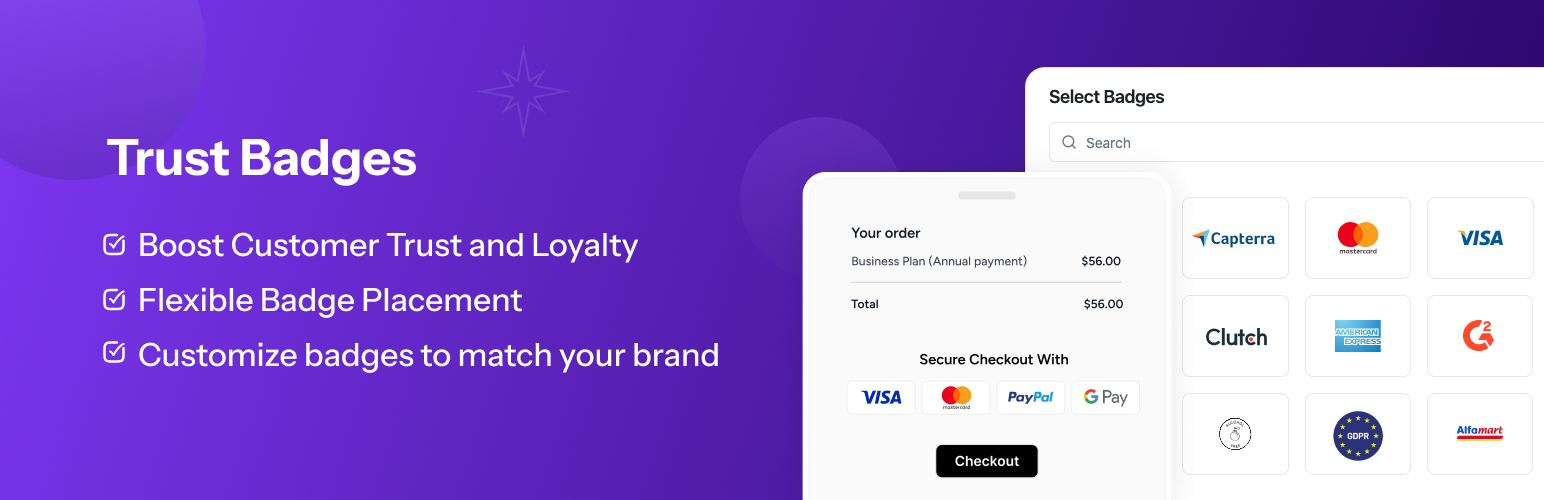 Trust Badges
Boost Customer Trust and Loyalty
Flexible Badge Placement
Customize badges to match your brand
Your order
Business Plan (Annual payment) $56.00
Total $56.00
Secure Checkout With
VISA mastercard PayPal G Pay
Checkout
Select Badges
Search
Capterra mastercard VISA
Clutch AMERICAN EXPRESS G2
ALCOHOL FREE GDPR Alfamart